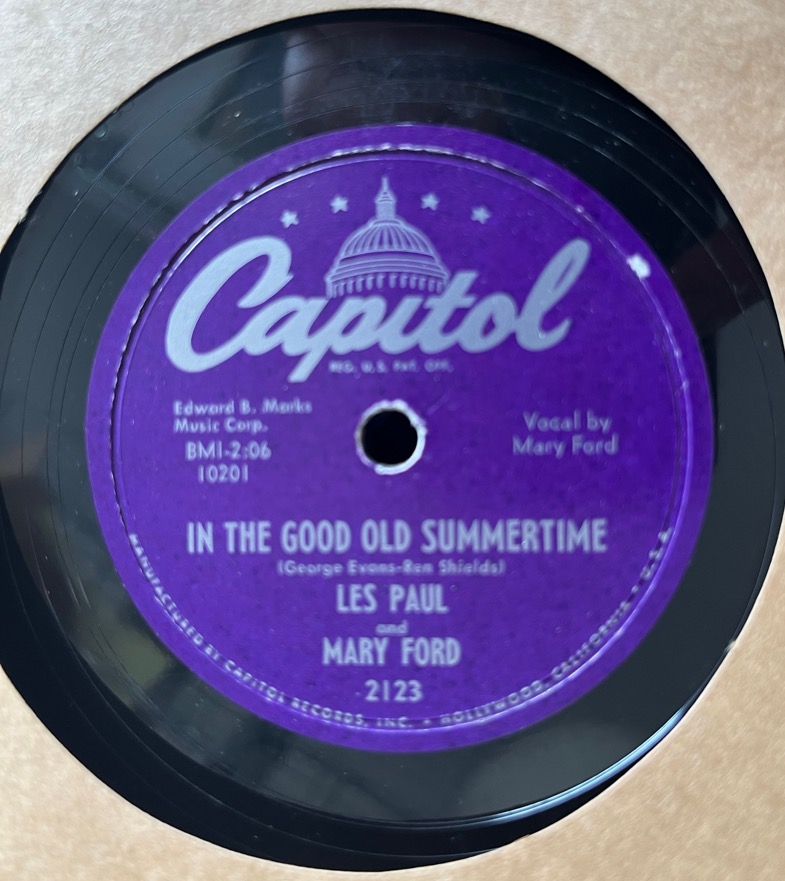 Capitol
REG. U.S. PAT. OFF.
Edward B. Marks
Music Corp.
BMI-2:06
10201
Vocal by
Mary Ford
IN THE GOOD OLD SUMMERTIME
(George Evans-Ren Shields)
LES PAUL
and
MARY FORD
2123
MANUFACTURED BY CAPITOL RECORDS, INC. • HOLLYWOOD, CALIFORNIA • U.S.A.